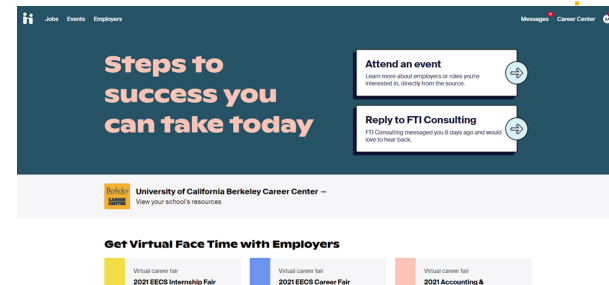 Jobs Events Employers Messages Career Center
Steps to
success you
can take today
Attend an event
Learn more about employers or roles you're
interested in, directly from the source.
Reply to FTI Consulting
FTI Consulting messaged you 8 days ago and would
love to hear back.
Berkeley
CAREER
CENTER
University of California Berkeley Career Center →
View your school's resources
Get Virtual Face Time with Employers
Virtual career fair
2021 EECS Internship Fair
Virtual career fair
2021 EECS Career Fair
Virtual career fair
2021 Accounting &